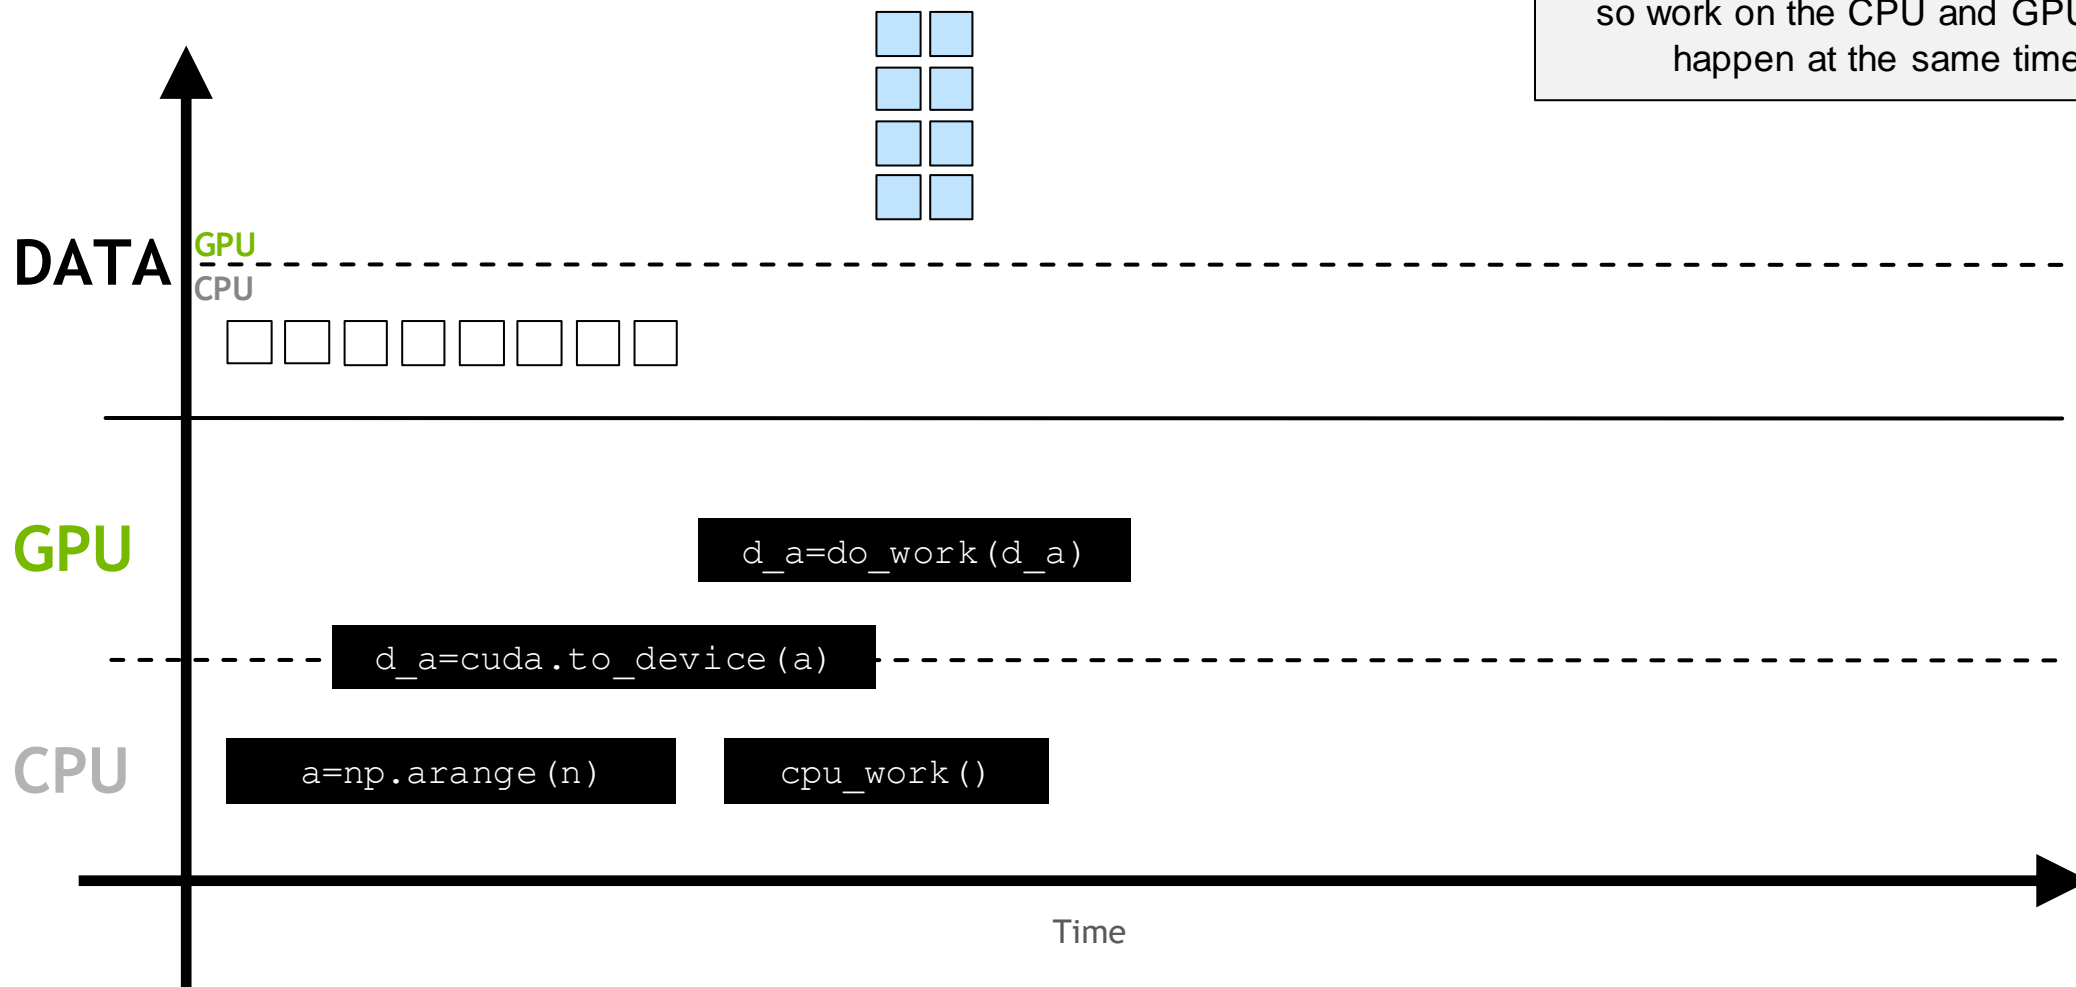 so work on the CPU and GPU
happen at the same time
DATA
GPU
CPU
GPU
d_a=do_work(d_a)
d_a=cuda.to_device(a)
CPU
a=np.arange(n)
cpu_work()
Time